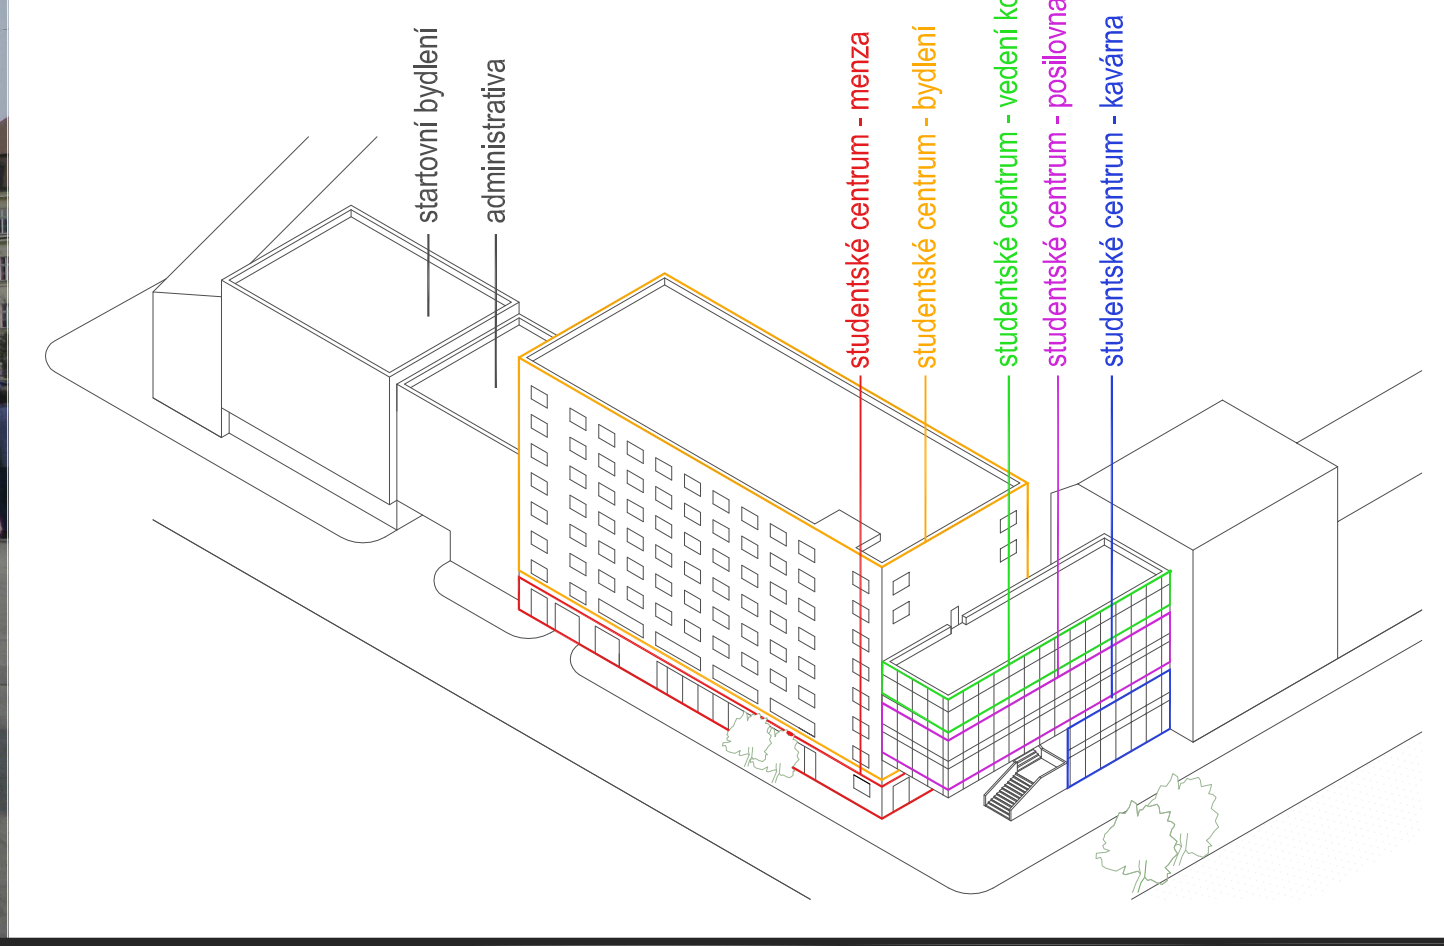 startovní bydlení
administrativa
studentské centrum - menza
studentské centrum - bydlení
studentské centrum - vedení
studentské centrum - posilovna
studentské centrum - kavárna